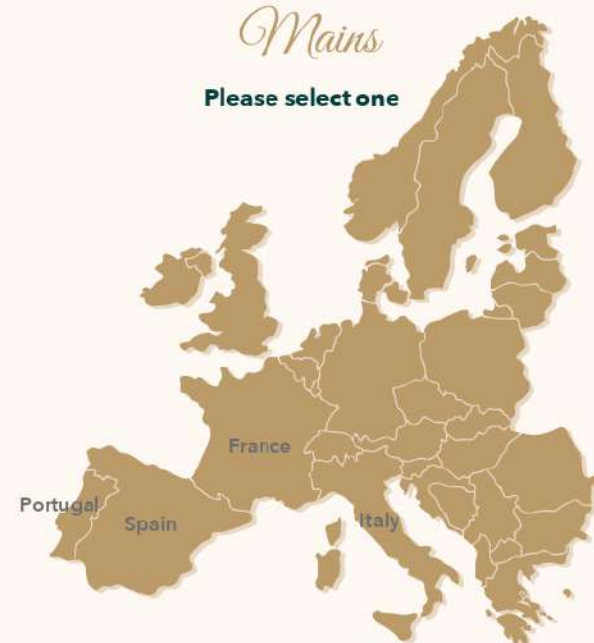 Mains
Please select one
France
Portugal
Spain
Italy